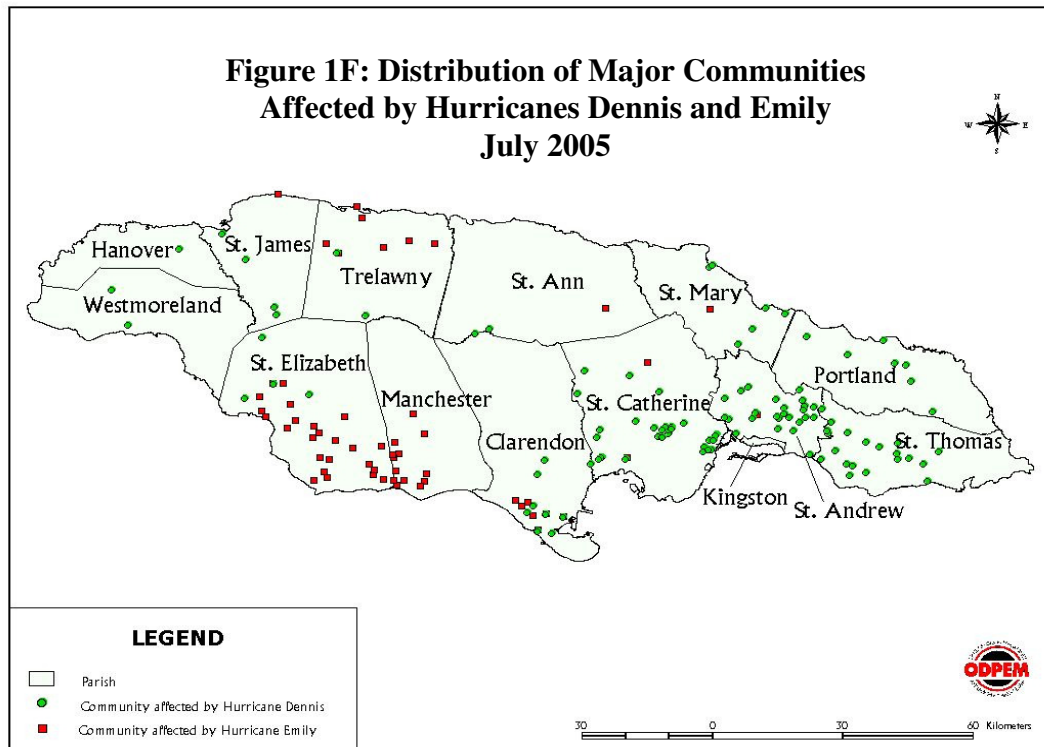 Figure 1F: Distribution of Major Communities
Affected by Hurricanes Dennis and Emily
July 2005
N
W E
S
Hanover
St. James
Trelawny
Westmoreland
St. Ann
St. Mary
St. Elizabeth
Manchester
Portland
St. Catherine
Clarendon
St. Thomas
Kingston
St. Andrew
LEGEND
Parish
Community affected by Hurricane Dennis
Community affected by Hurricane Emily
ODPEM
30 0 30 60 Kilometers